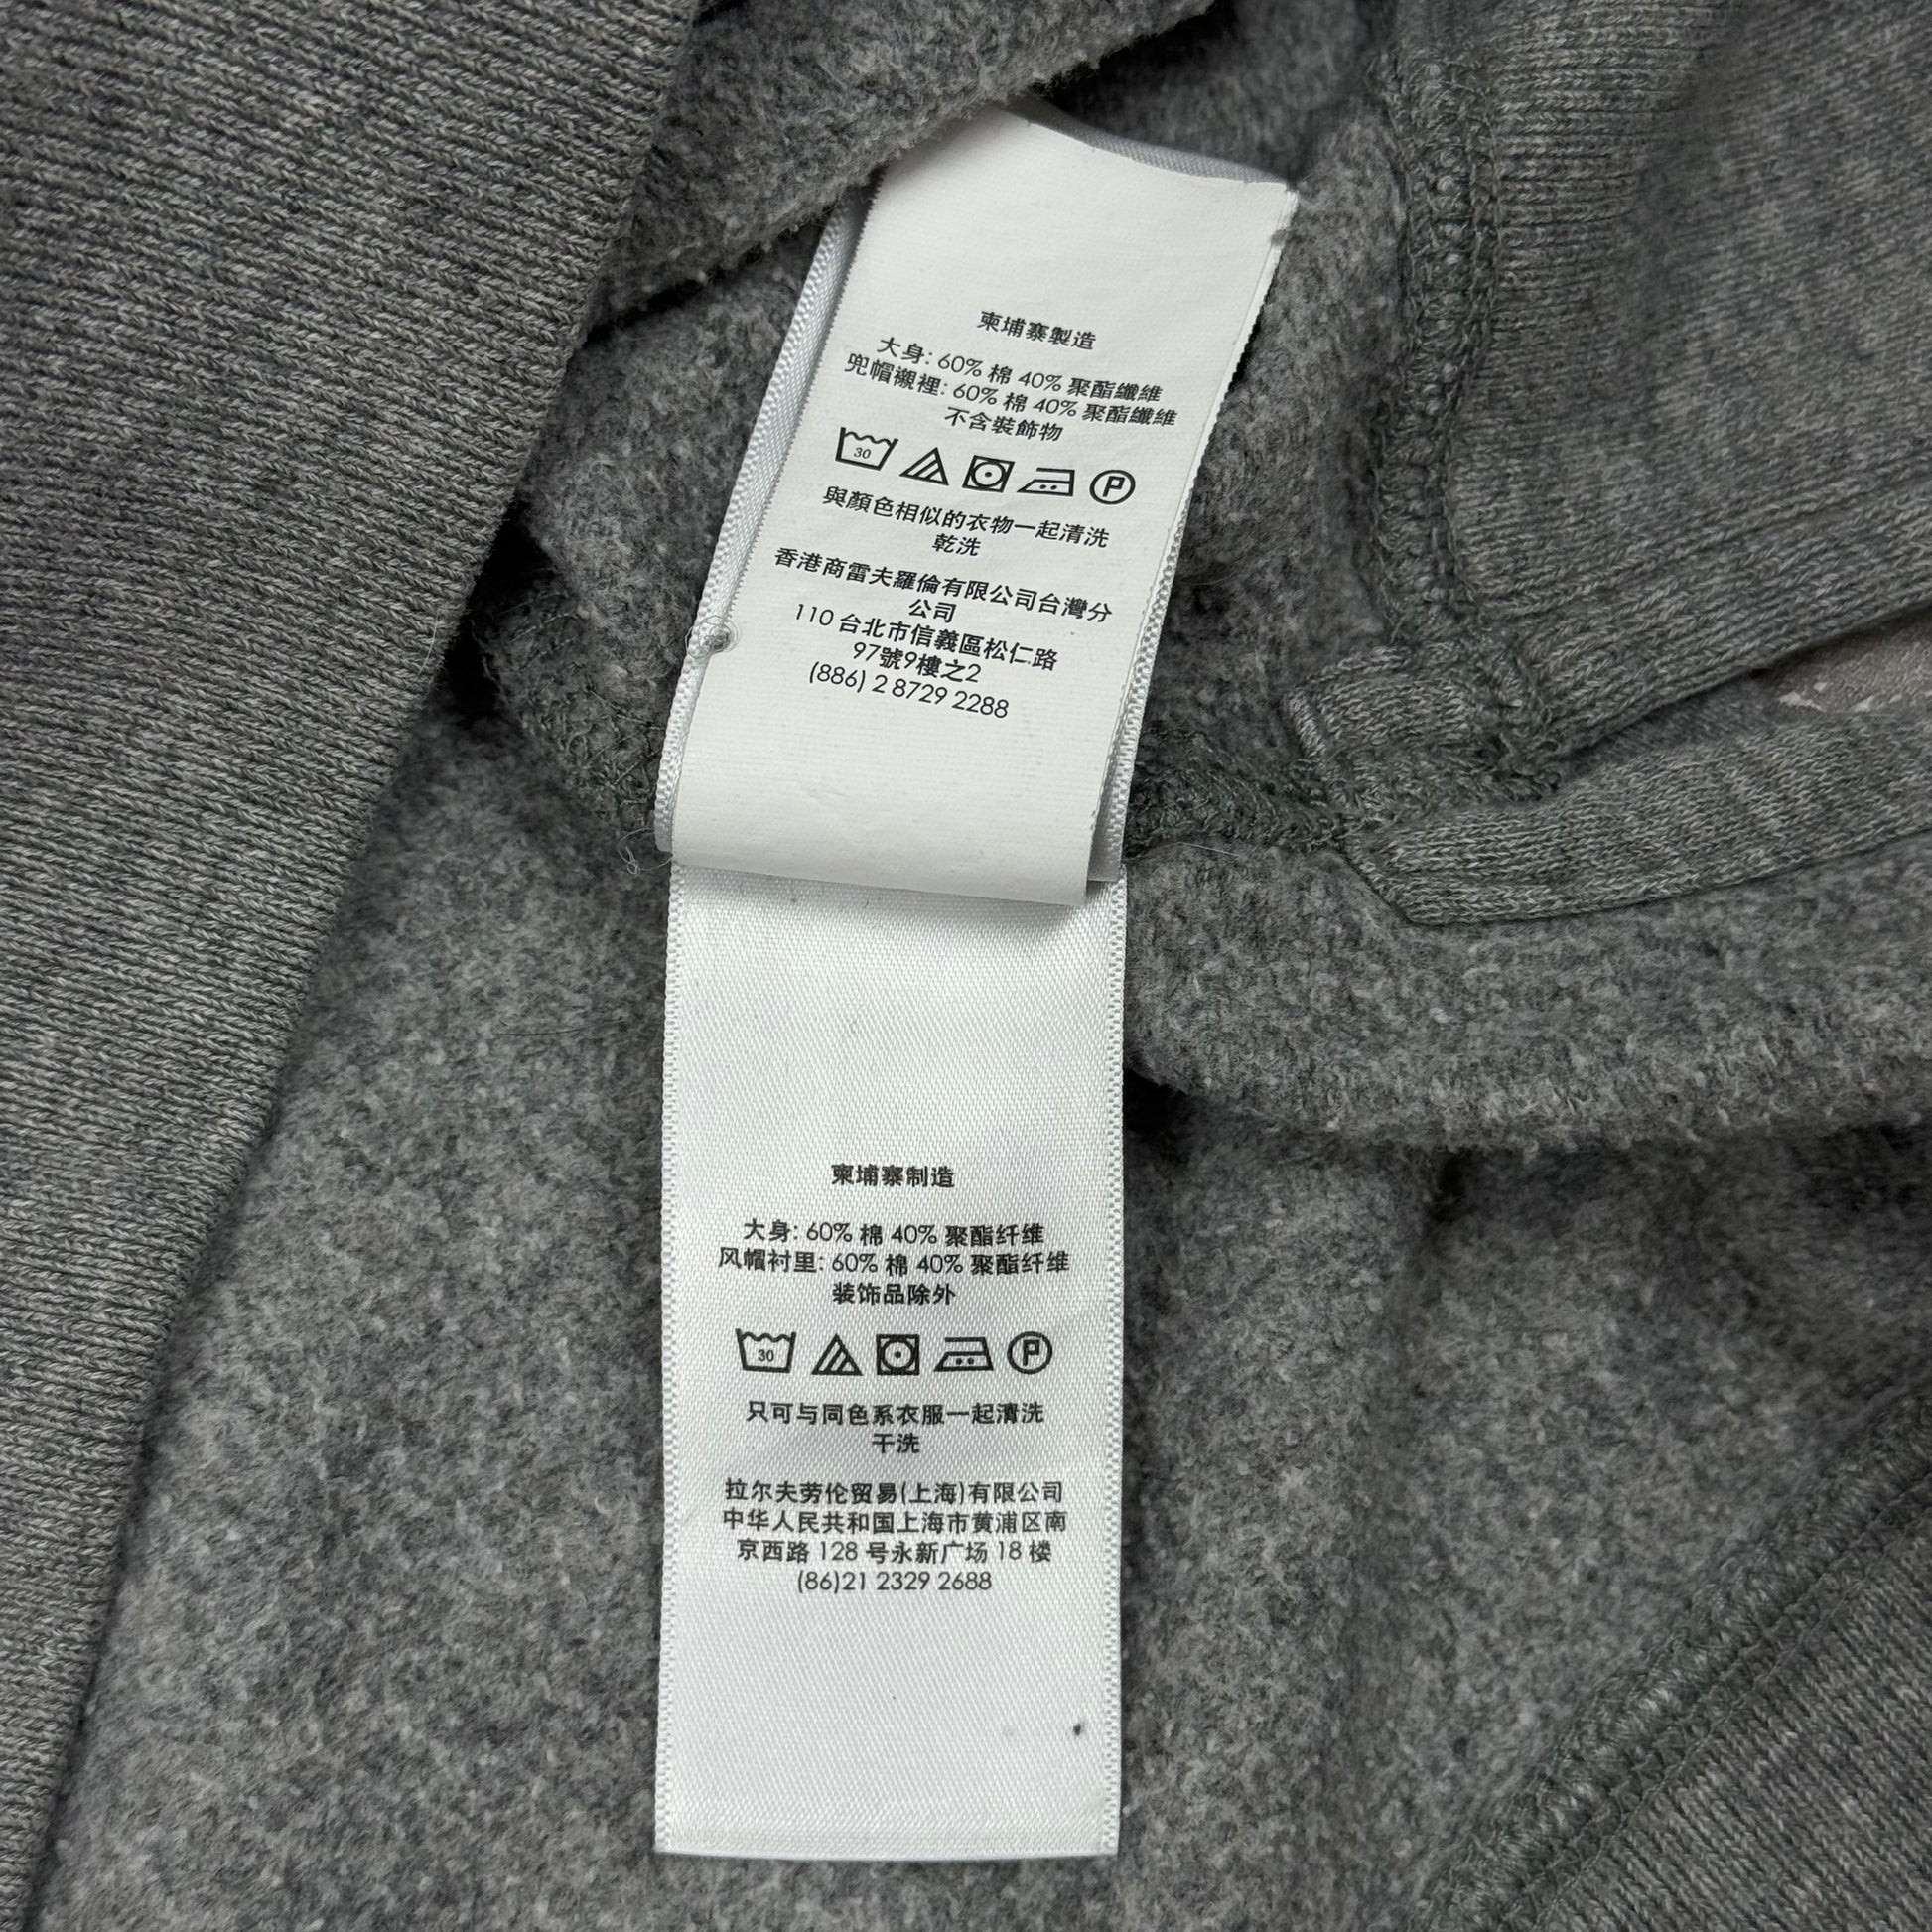 柬埔寨製造
大身: 60% 棉 40% 聚酯纖維
兜帽襯裡: 60% 棉 40% 聚酯纖維
不含裝飾物
30 P
與顏色相似的衣物一起清洗
乾洗
香港商雷夫羅倫有限公司台灣分
公司
110 台北市信義區松仁路
97號9樓之2
(886) 2 8729 2288
柬埔寨制造
大身: 60% 棉 40% 聚酯纤维
风帽衬里: 60% 棉 40% 聚酯纤维
装饰品除外
30 P
只可与同色系衣服一起清洗
干洗
拉尔夫劳伦贸易(上海)有限公司
中华人民共和国上海市黄浦区南
京西路 128 号永新广场 18 楼
(86)21 2329 2688